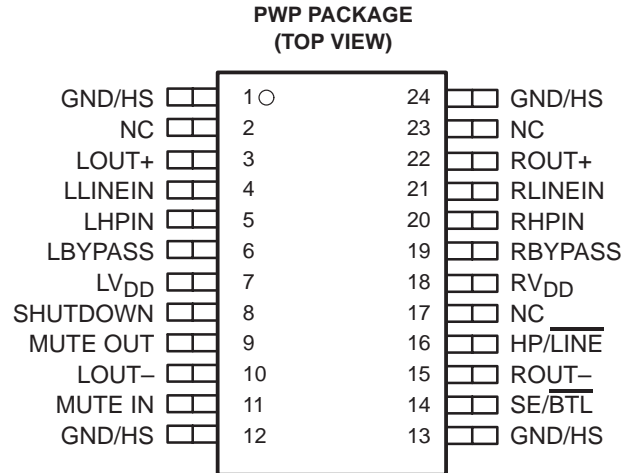 PWP PACKAGE
(TOP VIEW)
GND/HS 1 24 GND/HS
NC 2 23 NC
LOUT+ 3 22 ROUT+
LLINEIN 4 21 RLINEIN
LHPIN 5 20 RHPIN
LBYPASS 6 19 RBYPASS
LVDD 7 18 RVDD
SHUTDOWN 8 17 NC
MUTE OUT 9 16 HP/LINE
LOUT– 10 15 ROUT–
MUTE IN 11 14 SE/BTL
GND/HS 12 13 GND/HS